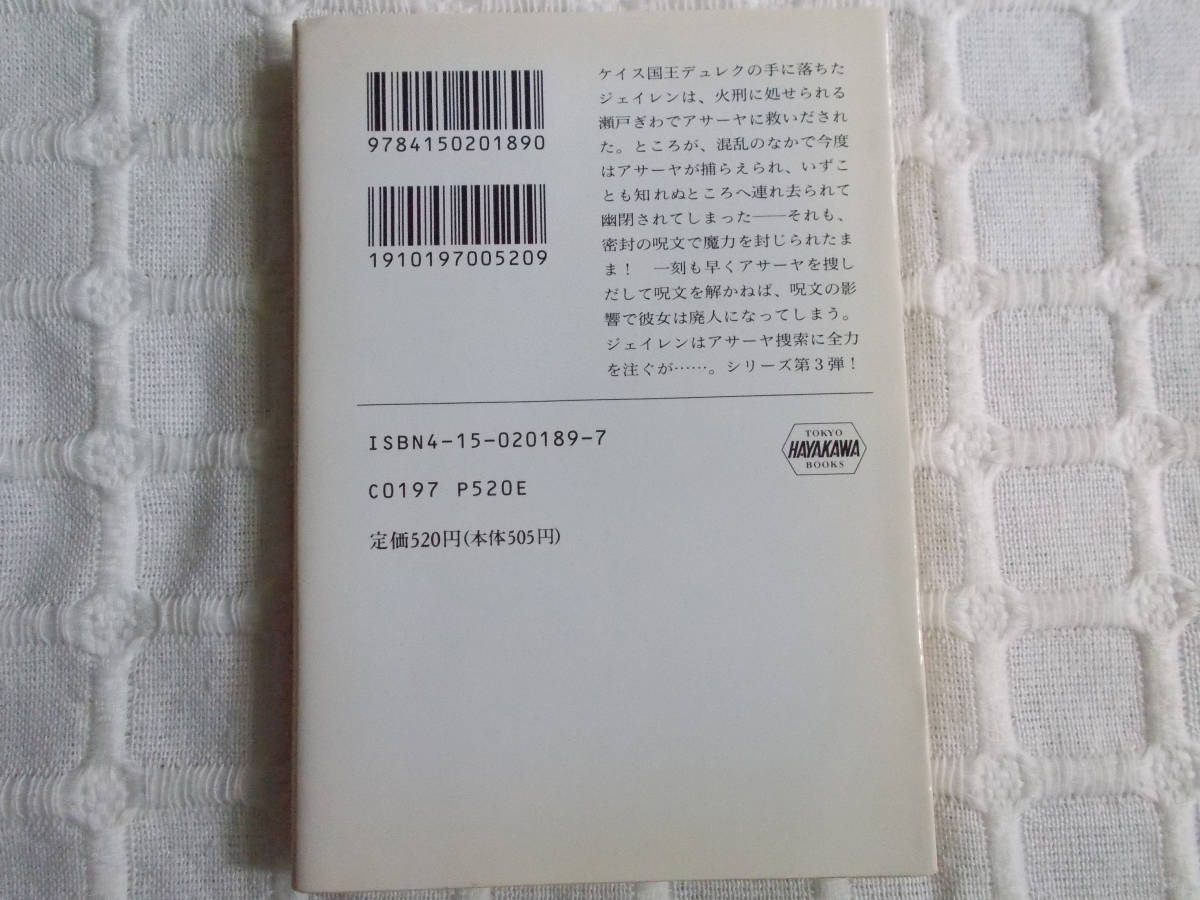 9784150201890
1910197005209
ケイス国王デュレクの手に落ちた
ジェイレンは、火刑に処せられる
瀬戸ぎわでアサーヤに救いだされ
た。ところが、混乱のなかで今度
はアサーヤが捕らえられ、いずこ
とも知れぬところへ連れ去られて
幽閉されてしまった――それも、
密封の呪文で魔力を封じられたま
ま！　一刻も早くアサーヤを捜し
だして呪文を解かねば、呪文の影
響で彼女は廃人になってしまう。
ジェイレンはアサーヤ捜索に全力
を注ぐが……。シリーズ第３弾！
ISBN4-15-020189-7
C0197 P520E
定価520円(本体505円)
TOKYO
HAYAKAWA
BOOKS